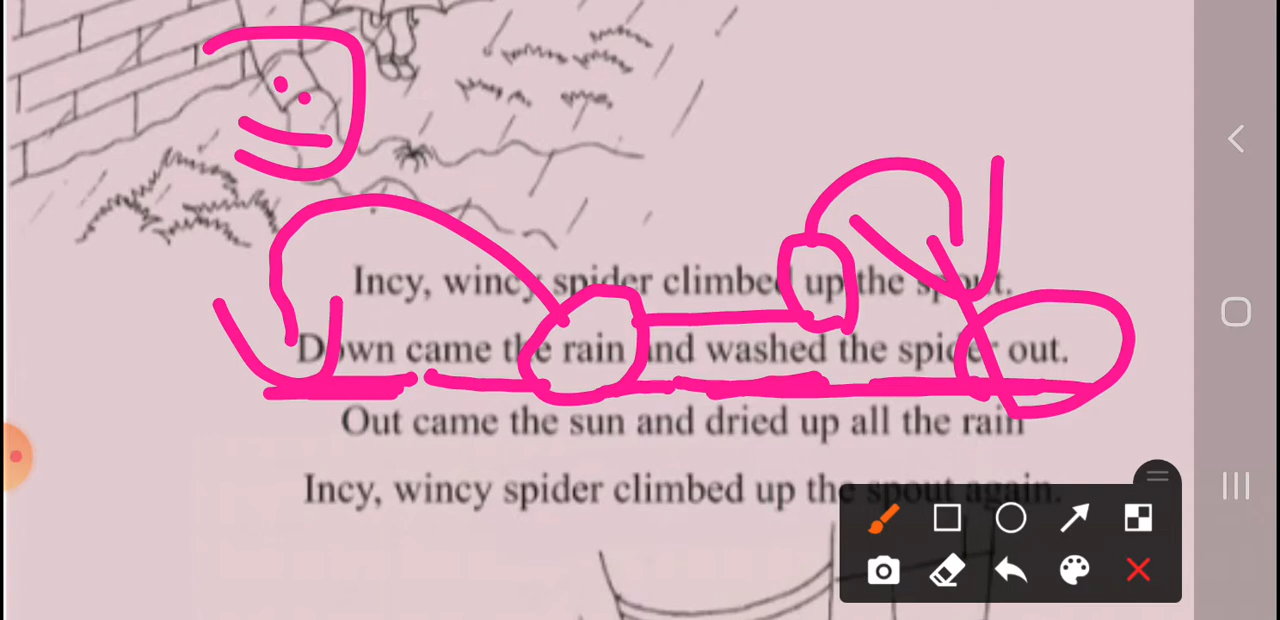 Incy, wincy spider climbed up the spout.
Down came the rain and washed the spider out.
Out came the sun and dried up all the rain
Incy, wincy spider climbed up the spout again.